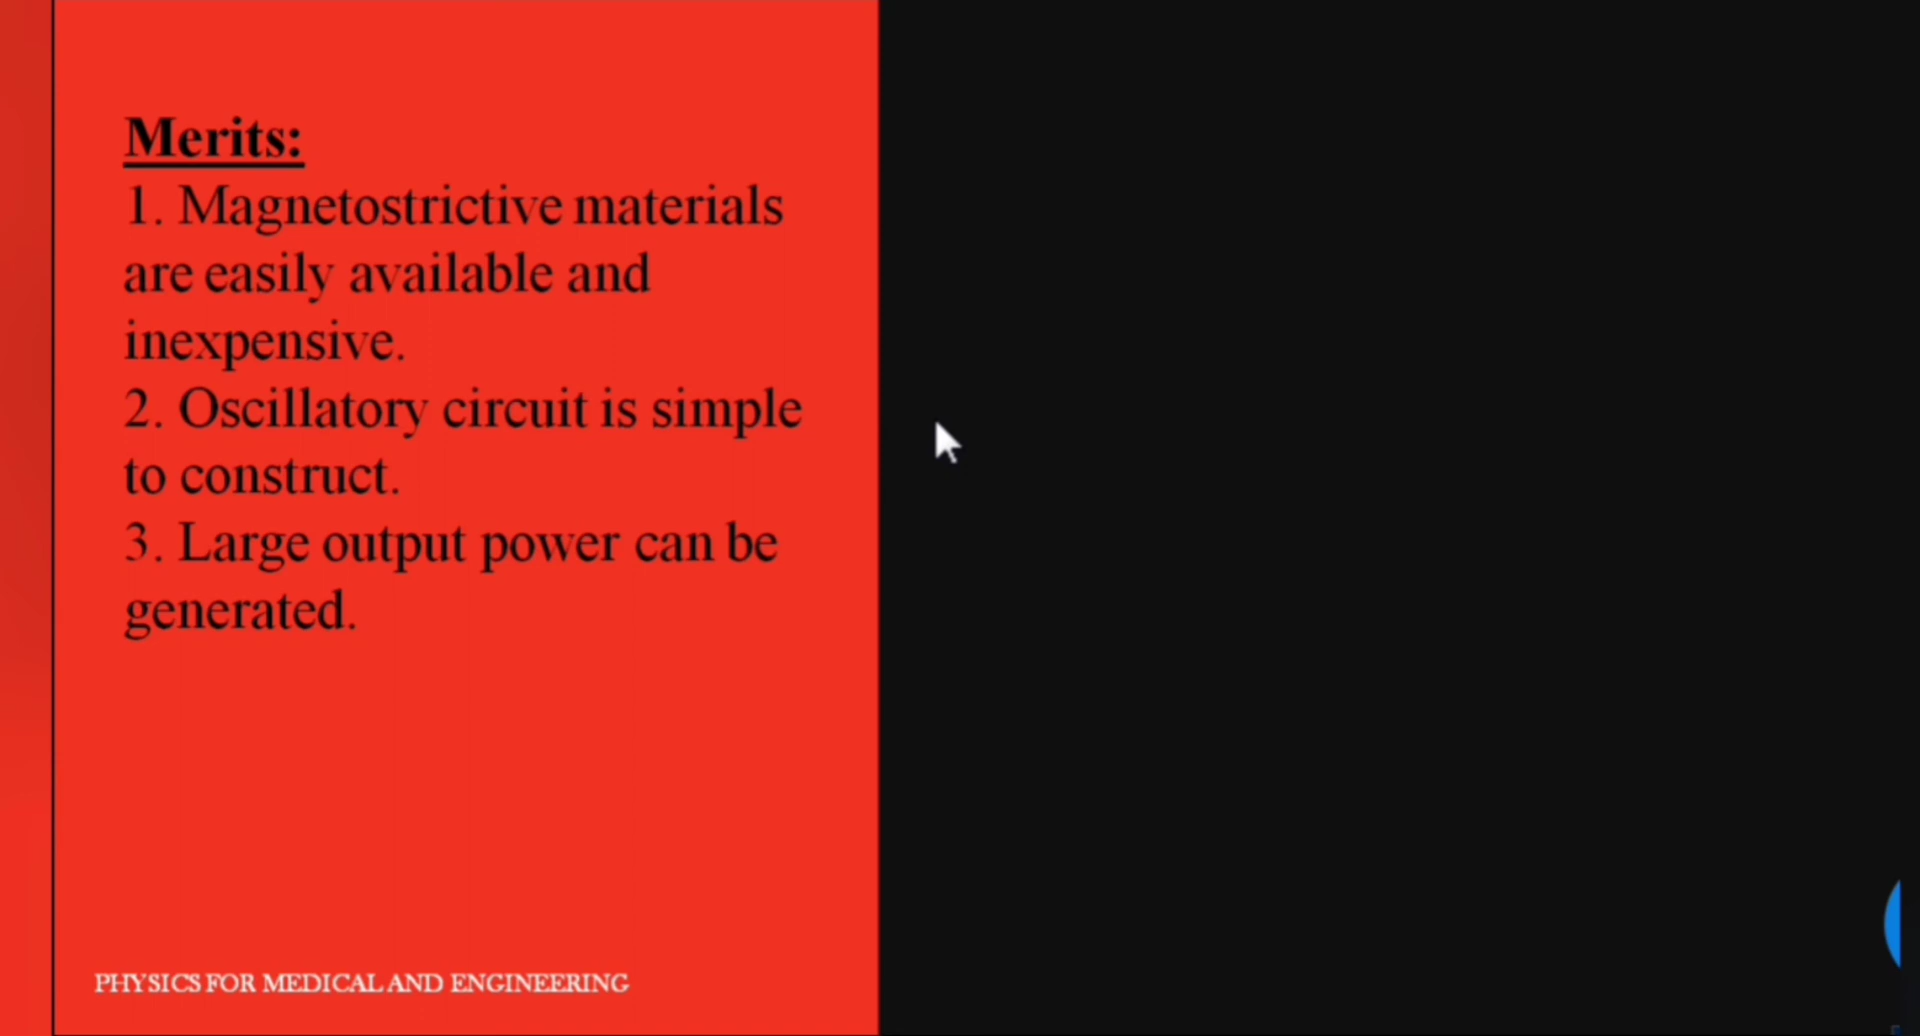 Merits:
1. Magnetostrictive materials
are easily available and
inexpensive.
2. Oscillatory circuit is simple
to construct.
3. Large output power can be
generated.
PHYSICS FOR MEDICAL AND ENGINEERING